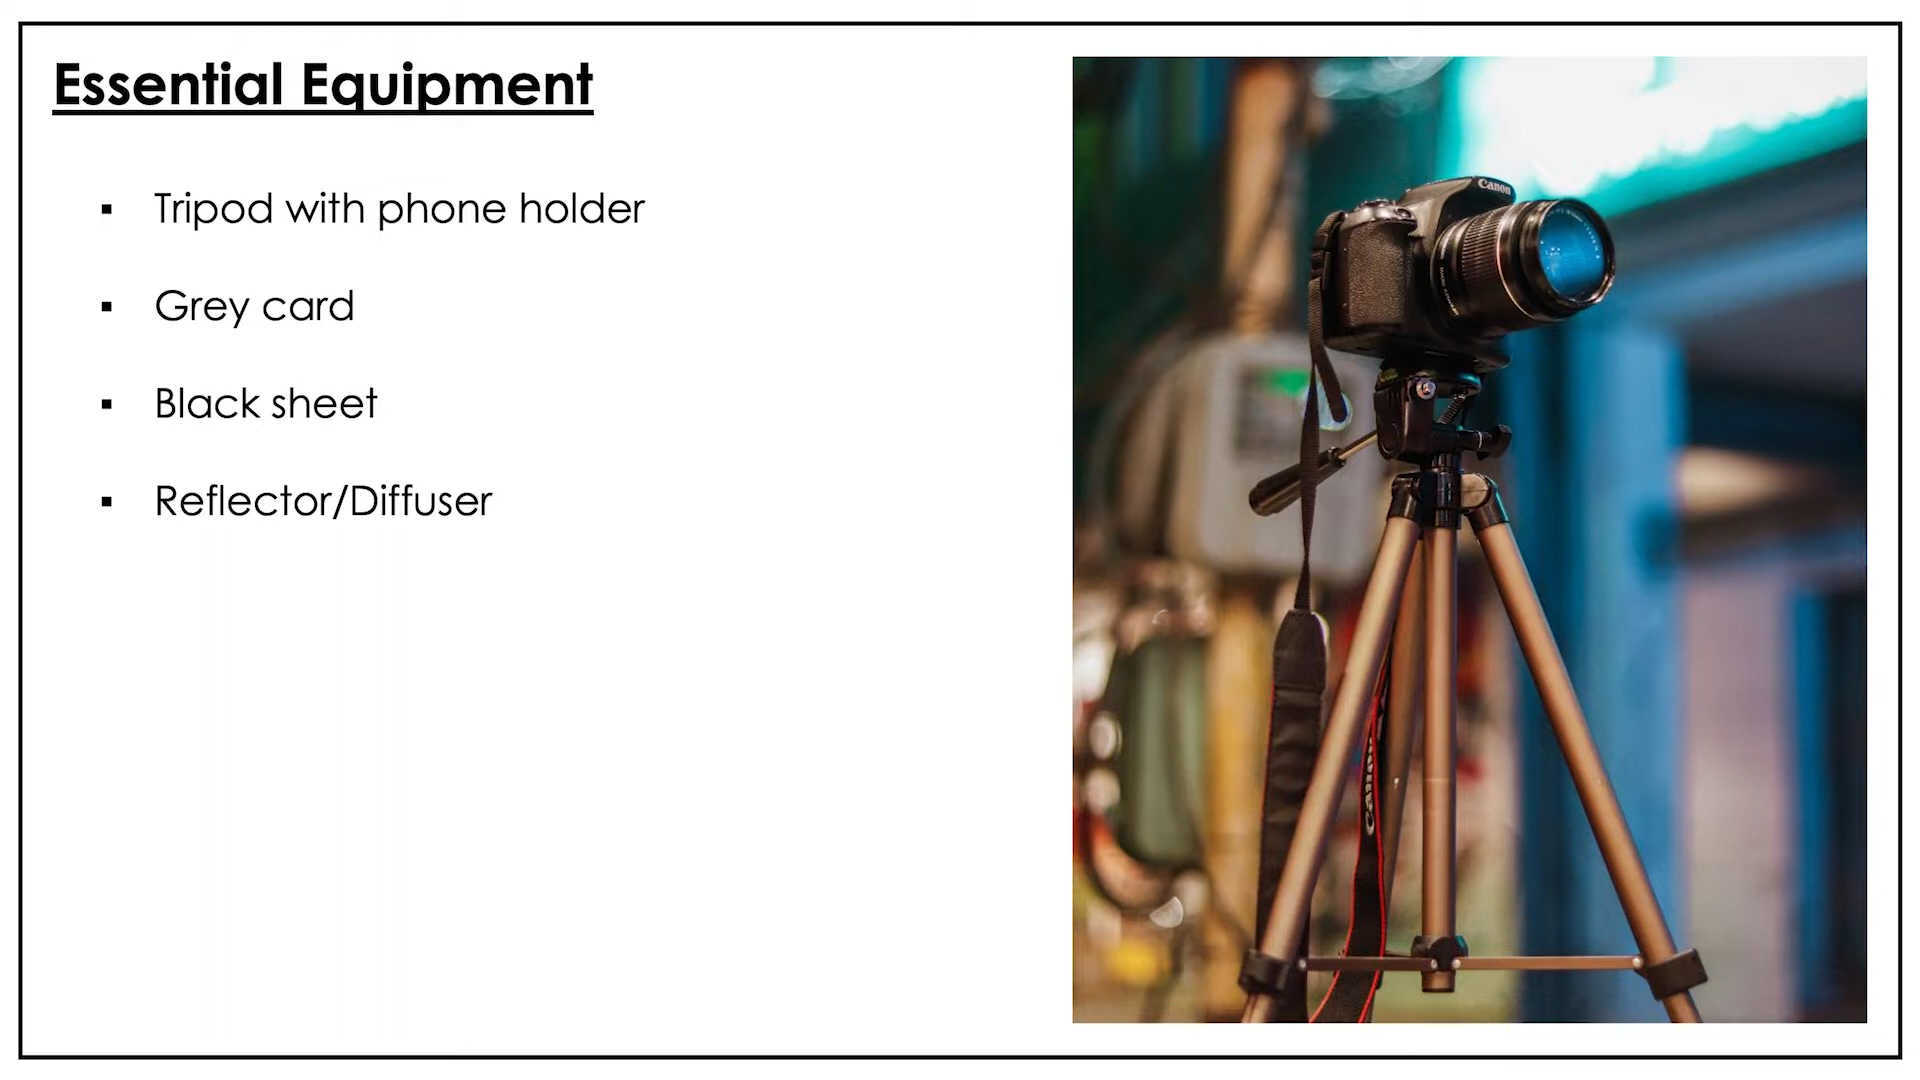 Essential Equipment
▪ Tripod with phone holder
▪ Grey card
▪ Black sheet
▪ Reflector/Diffuser
Canon
Canon